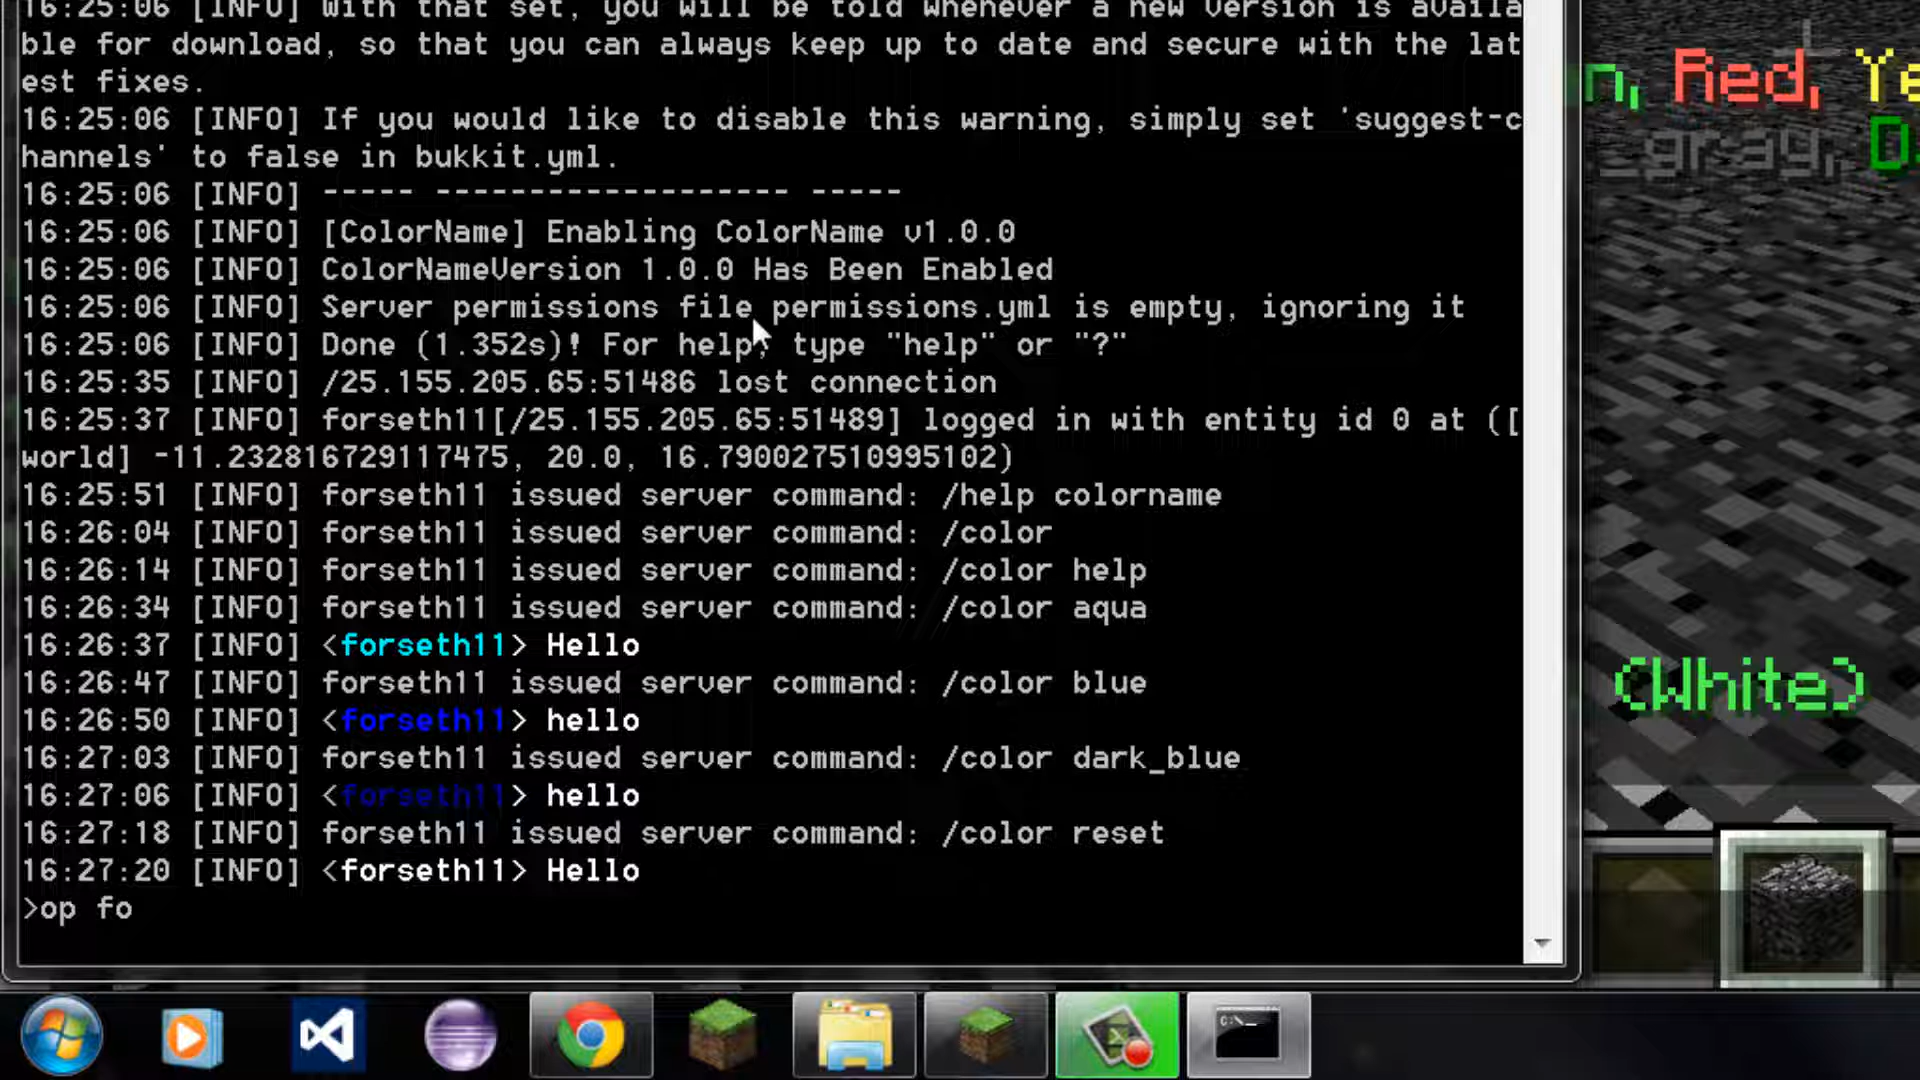 16:25:06 [INFO] With that set, you will be told whenever a new version is availa
ble for download, so that you can always keep up to date and secure with the lat
est fixes.
16:25:06 [INFO] If you would like to disable this warning, simply set 'suggest-c
hannels' to false in bukkit.yml.
16:25:06 [INFO] ----- ------------------- -----
16:25:06 [INFO] [ColorName] Enabling ColorName v1.0.0
16:25:06 [INFO] ColorNameVersion 1.0.0 Has Been Enabled
16:25:06 [INFO] Server permissions file permissions.yml is empty, ignoring it
16:25:06 [INFO] Done (1.352s)! For help, type "help" or "?"
16:25:35 [INFO] /25.155.205.65:51486 lost connection
16:25:37 [INFO] forseth11[/25.155.205.65:51489] logged in with entity id 0 at ([
world] -11.232816729117475, 20.0, 16.790027510995102)
16:25:51 [INFO] forseth11 issued server command: /help colorname
16:26:04 [INFO] forseth11 issued server command: /color
16:26:14 [INFO] forseth11 issued server command: /color help
16:26:34 [INFO] forseth11 issued server command: /color aqua
16:26:37 [INFO] <forseth11> Hello
16:26:47 [INFO] forseth11 issued server command: /color blue
16:26:50 [INFO] <forseth11> hello
16:27:03 [INFO] forseth11 issued server command: /color dark_blue
16:27:06 [INFO] <forseth11> hello
16:27:18 [INFO] forseth11 issued server command: /color reset
16:27:20 [INFO] <forseth11> Hello
>op fo
n, Red, Ye
_gray, D
(White)
C:\_